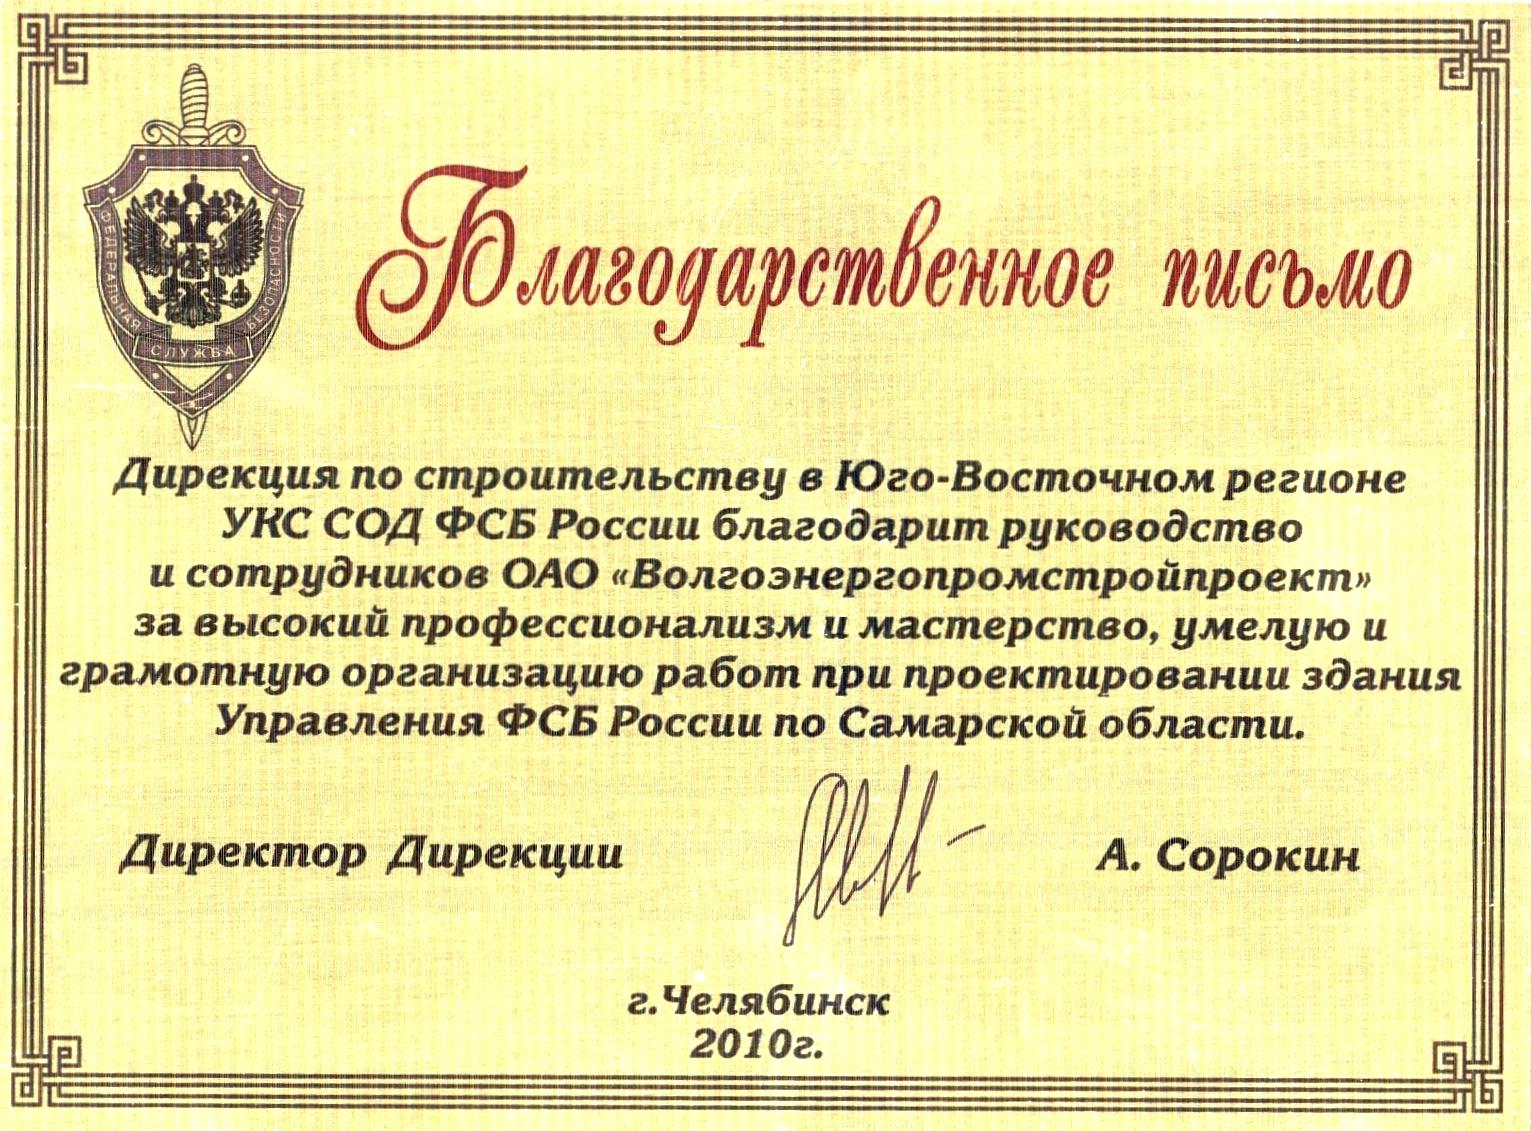 Благодарственное письмо
ФЕДЕРАЛЬНАЯ
СЛУЖБА
БЕЗОПАСНОСТИ
Дирекция по строительству в Юго-Восточном регионе
УКС СОД ФСБ России благодарит руководство
и сотрудников ОАО «Волгоэнергопромстройпроект»
за высокий профессионализм и мастерство, умелую и
грамотную организацию работ при проектировании здания
Управления ФСБ России по Самарской области.
Директор Дирекции А. Сорокин
г.Челябинск
2010г.